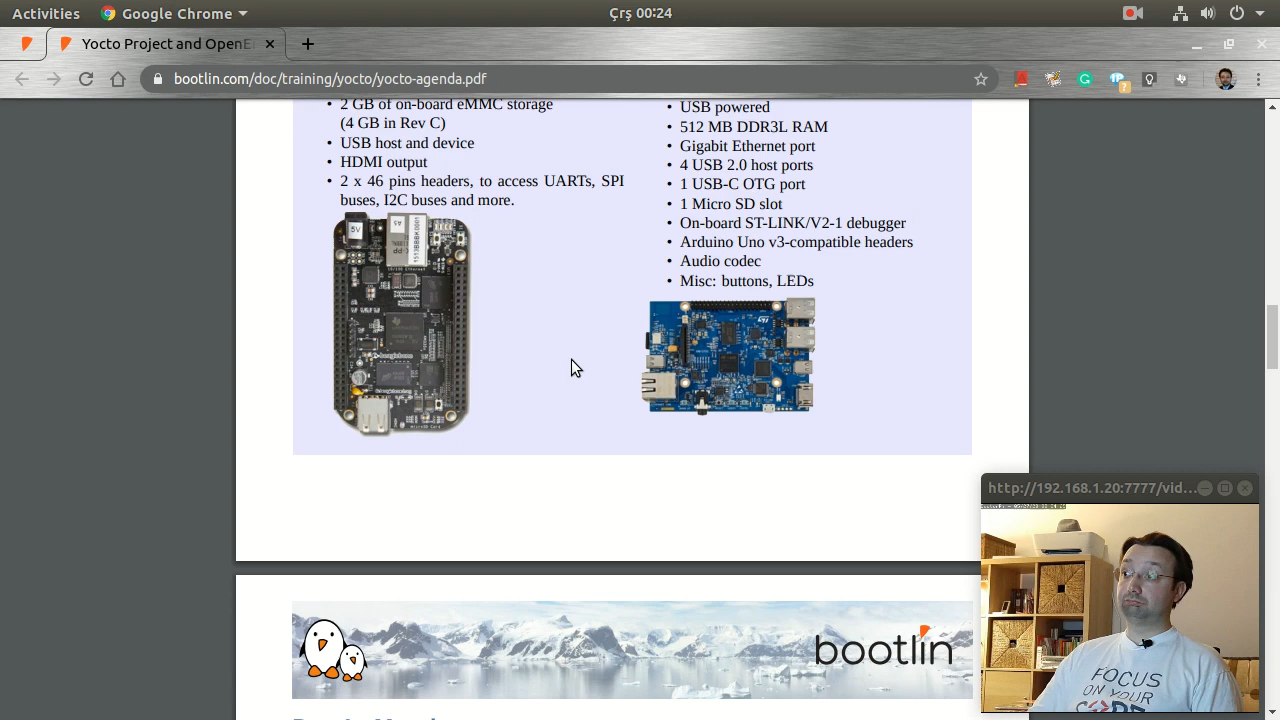 Activities
Google Chrome
Çrş 00:24
Yocto Project and OpenE
bootlin.com/doc/training/yocto/yocto-agenda.pdf
• 2 GB of on-board eMMC storage
(4 GB in Rev C)
• USB host and device
• HDMI output
• 2 x 46 pins headers, to access UARTs, SPI
buses, I2C buses and more.
• USB powered
• 512 MB DDR3L RAM
• Gigabit Ethernet port
• 4 USB 2.0 host ports
• 1 USB-C OTG port
• 1 Micro SD slot
• On-board ST-LINK/V2-1 debugger
• Arduino Uno v3-compatible headers
• Audio codec
• Misc: buttons, LEDs
5V
bootlin
http://192.168.1.20:7777/vid...
FOCUS
ON YOUR